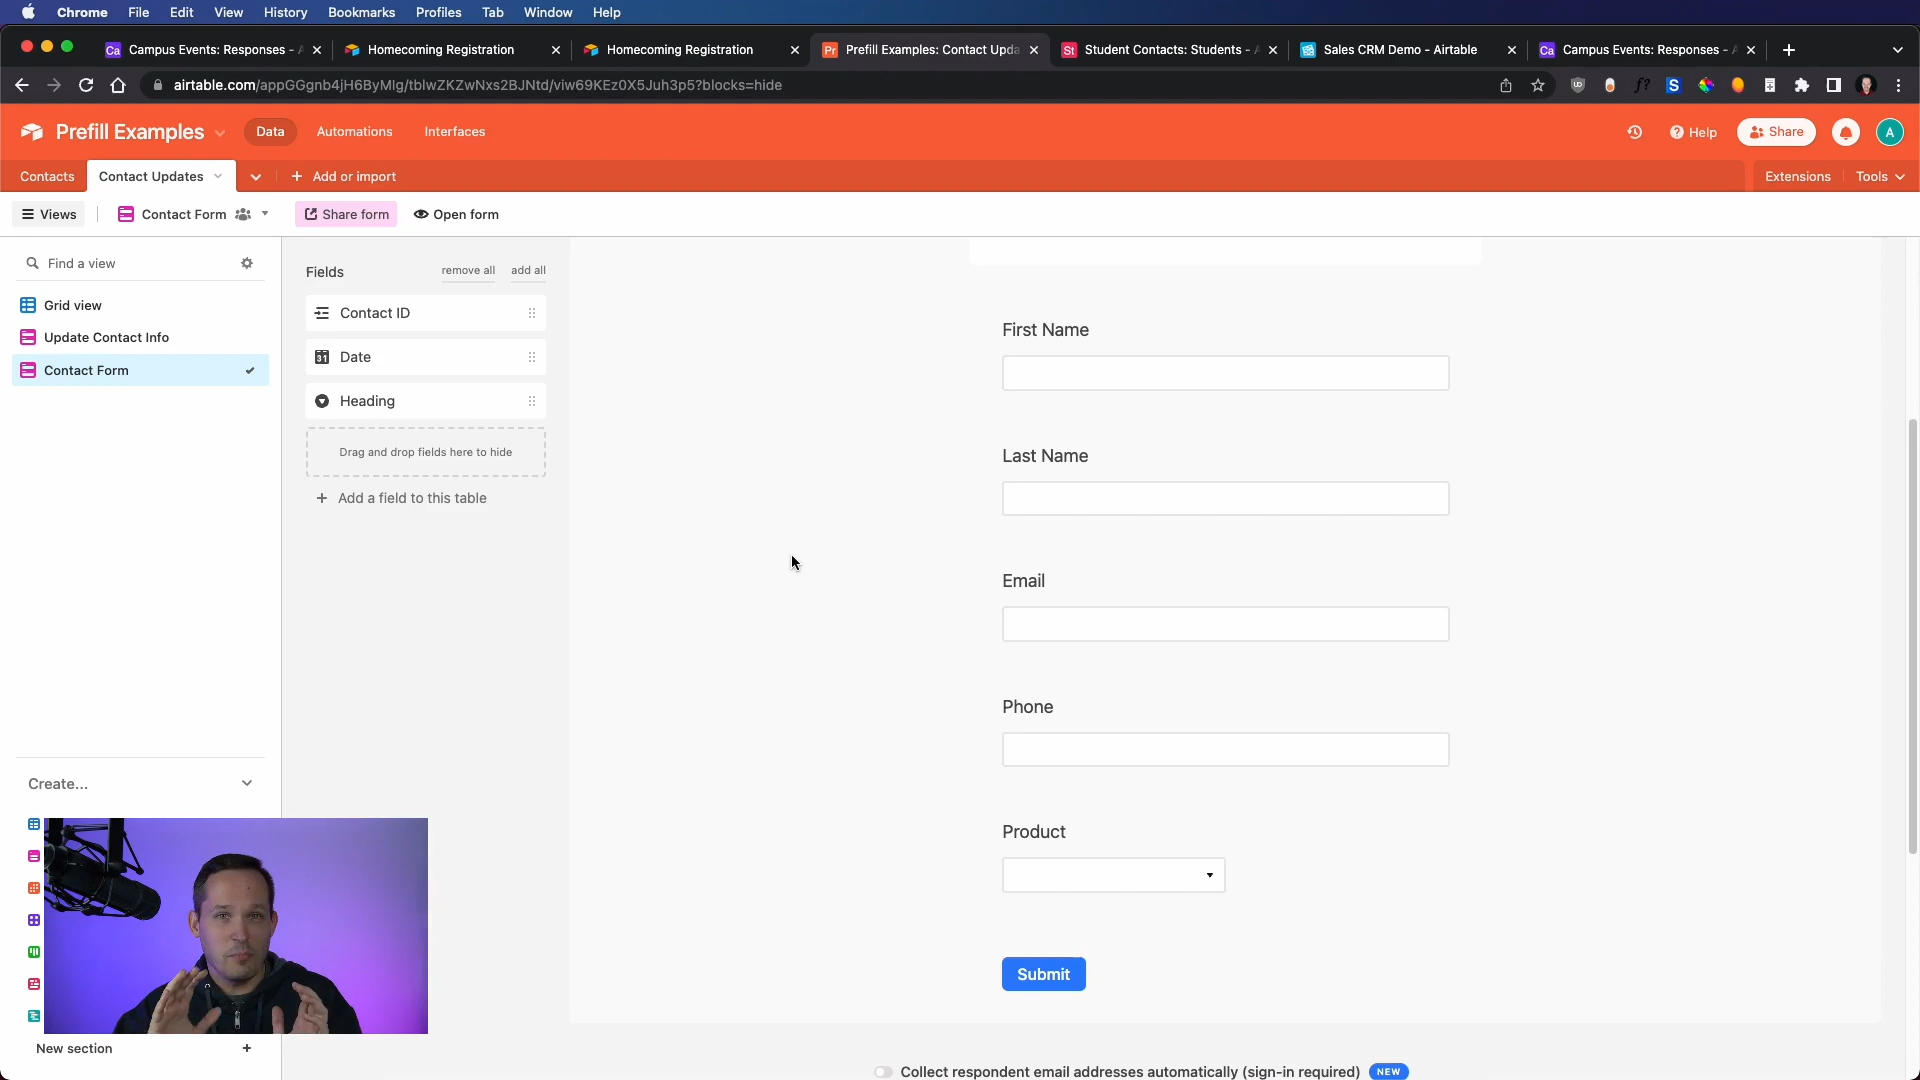 Chrome File Edit View History Bookmarks Profiles Tab Window Help
Ca Campus Events: Responses - A
Homecoming Registration
Homecoming Registration
Pr Prefill Examples: Contact Upda
St Student Contacts: Students - A
Sales CRM Demo - Airtable
Ca Campus Events: Responses - A
airtable.com/appGGgnb4jH6ByMlg/tblwZKZwNxs2BJNtd/viw69KEz0X5Juh3p5?blocks=hide
Prefill Examples Data Automations Interfaces Help Share A
Contacts Contact Updates Add or import Extensions Tools
Views Contact Form Share form Open form
Find a view
Grid view
Update Contact Info
Contact Form
Create...
New section
Fields remove all add all
Contact ID
Date
Heading
Drag and drop fields here to hide
Add a field to this table
First Name
Last Name
Email
Phone
Product
Submit
Collect respondent email addresses automatically (sign-in required) NEW